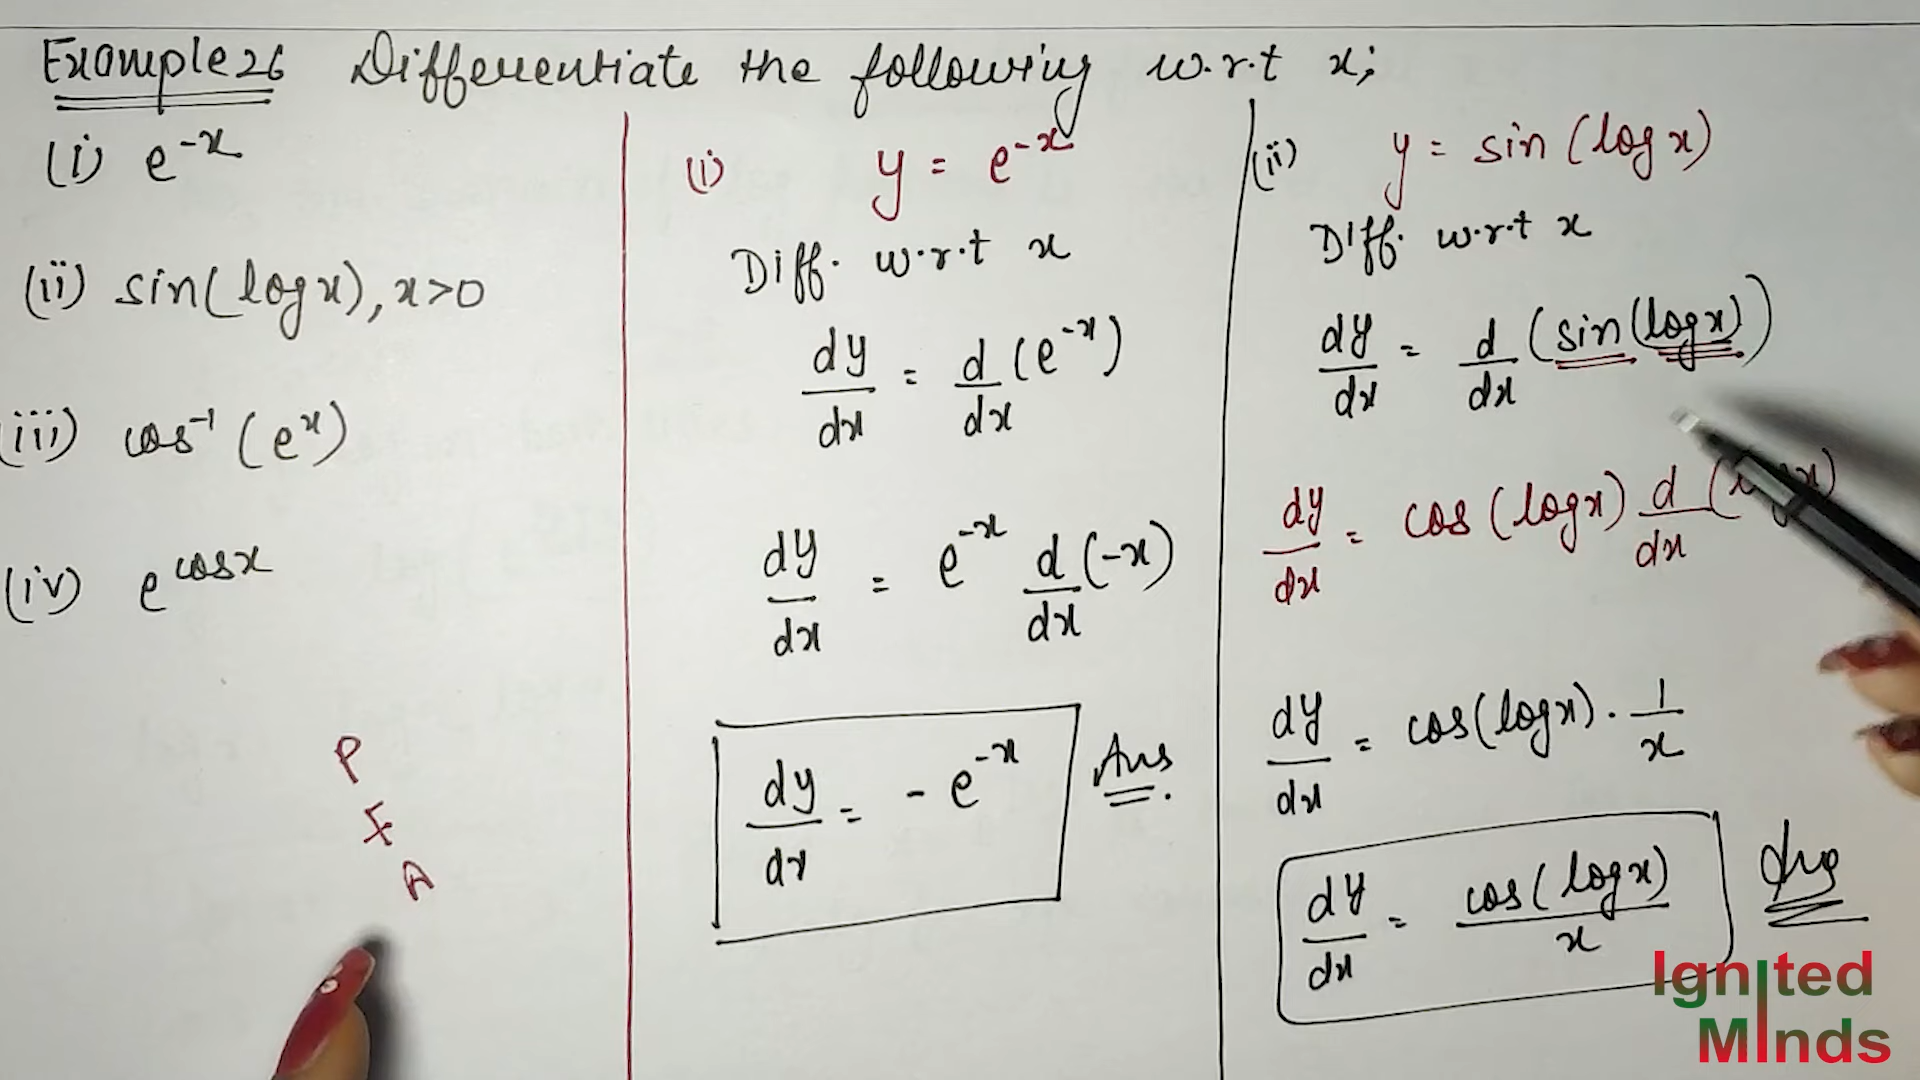 Example 26 Differentiate the following w.r.t x;
(i) e^-x
(ii) sin(log x), x>0
(iii) cos^-1 (e^x)
(iv) e^cosx
P
I
A
(i) y = e^-x
Diff. w.r.t x
dy/dx = d/dx (e^-x)
dy/dx = e^-x d/dx (-x)
dy/dx = - e^-x Ans.
(ii) y = sin (log x)
Diff. w.r.t x
dy/dx = d/dx (sin(log x))
dy/dx = cos (log x) d/dx (log x)
dy/dx = cos(log x) . 1/x
dy/dx = cos(log x)/x Ans
Ignited
Minds